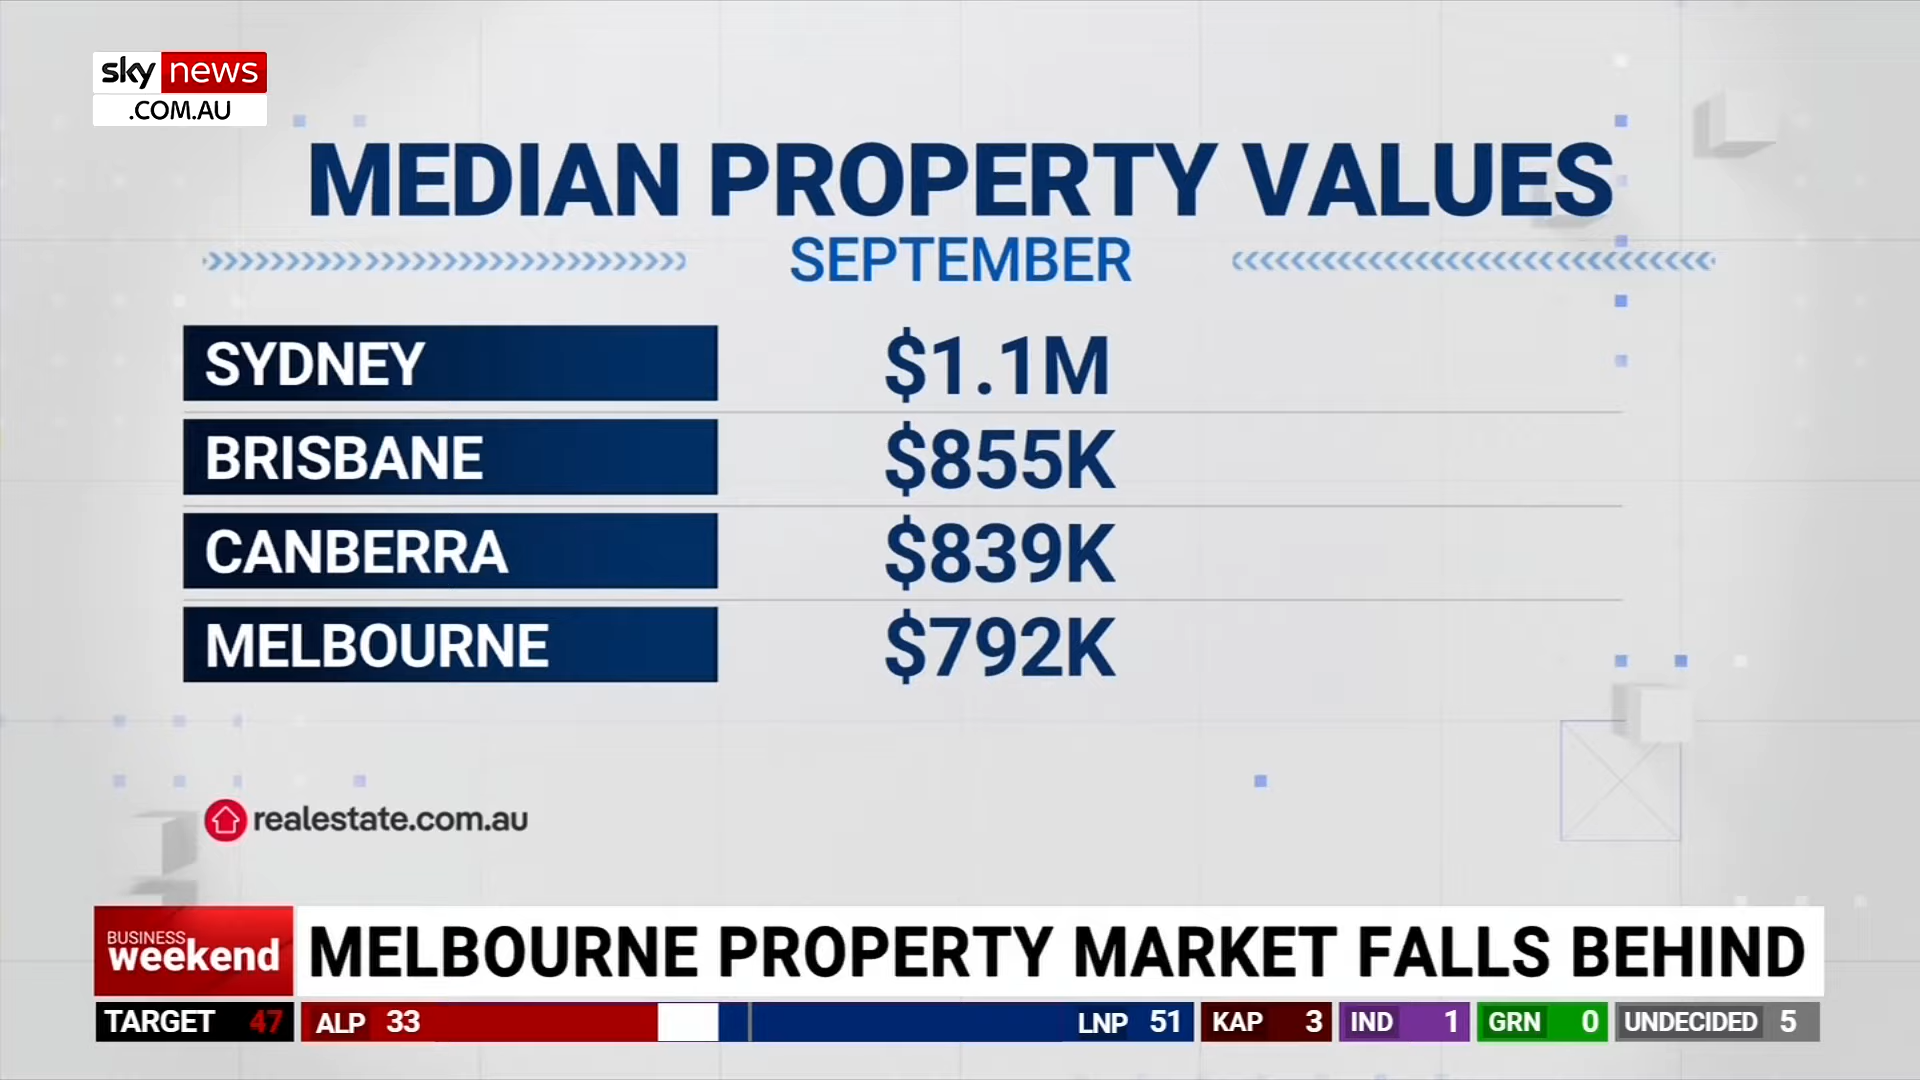 sky news
.COM.AU
MEDIAN PROPERTY VALUES
SEPTEMBER
SYDNEY $1.1M
BRISBANE $855K
CANBERRA $839K
MELBOURNE $792K
realestate.com.au
BUSINESS weekend
MELBOURNE PROPERTY MARKET FALLS BEHIND
TARGET 47 ALP 33 LNP 51 KAP 3 IND 1 GRN 0 UNDECIDED 5